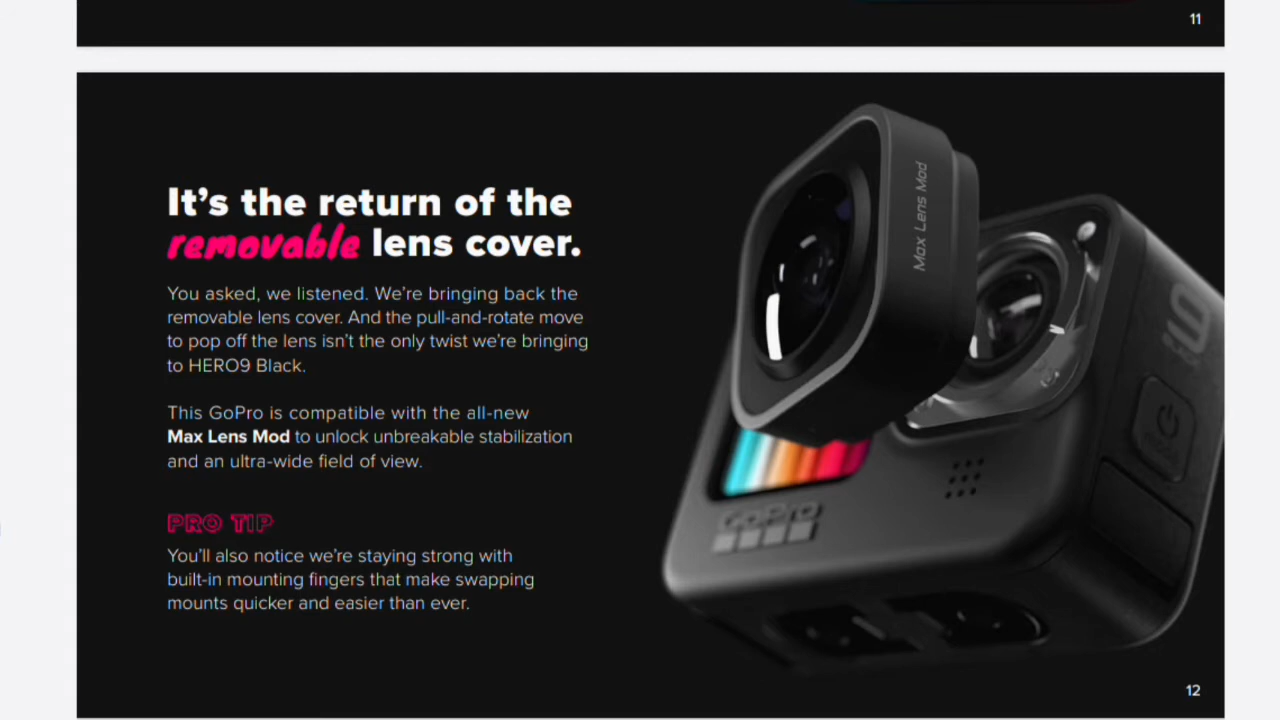 11
It's the return of the
removable lens cover.
You asked, we listened. We're bringing back the
removable lens cover. And the pull-and-rotate move
to pop off the lens isn't the only twist we're bringing
to HERO9 Black.
This GoPro is compatible with the all-new
Max Lens Mod to unlock unbreakable stabilization
and an ultra-wide field of view.
PRO TIP
You'll also notice we're staying strong with
built-in mounting fingers that make swapping
mounts quicker and easier than ever.
Max Lens Mod
GoPro
9
12